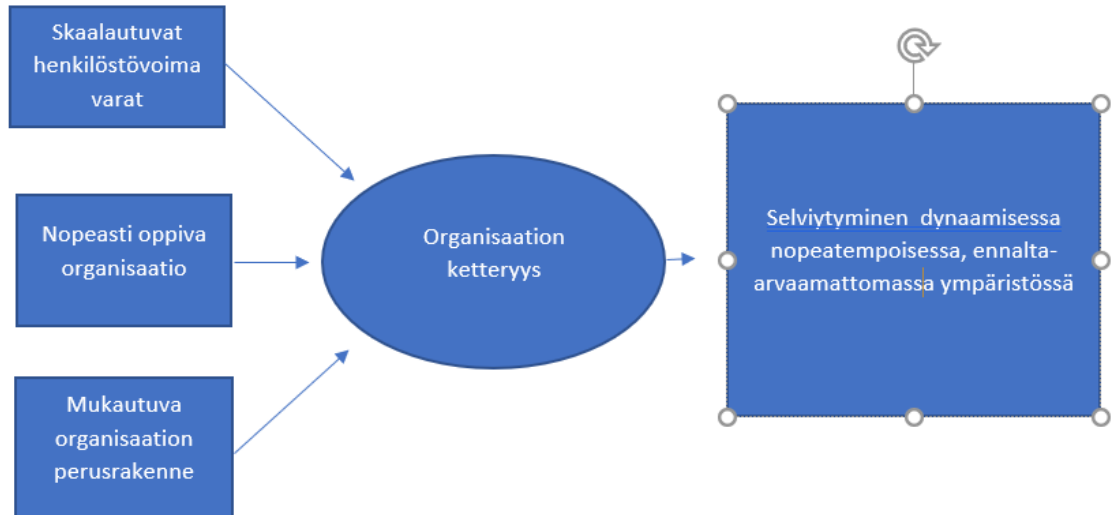 Skaalautuvat
henkilöstövoima
varat
Nopeasti oppiva
organisaatio
Mukautuva
organisaation
perusrakenne
Organisaation
ketteryys
Selviytyminen  dynaamisessa
nopeatempoisessa, ennalta-
arvaamattomassa ympäristössä